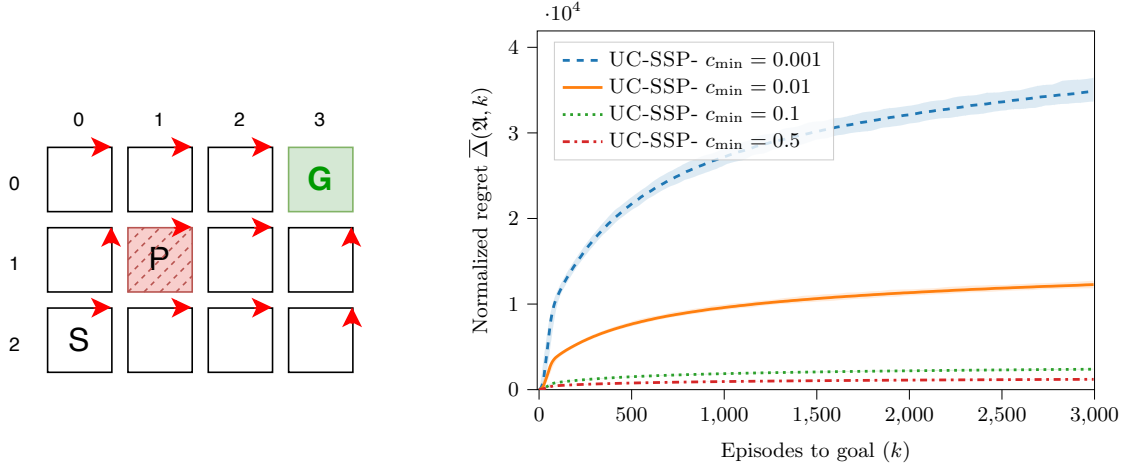 0 1 2 3
0 G
1 P
2 S
·10⁴
UC-SSP- c_min = 0.001
UC-SSP- c_min = 0.01
UC-SSP- c_min = 0.1
UC-SSP- c_min = 0.5
Normalized regret Δ̅(𝔄, k)
4
3
2
1
0
0 500 1,000 1,500 2,000 2,500 3,000
Episodes to goal (k)